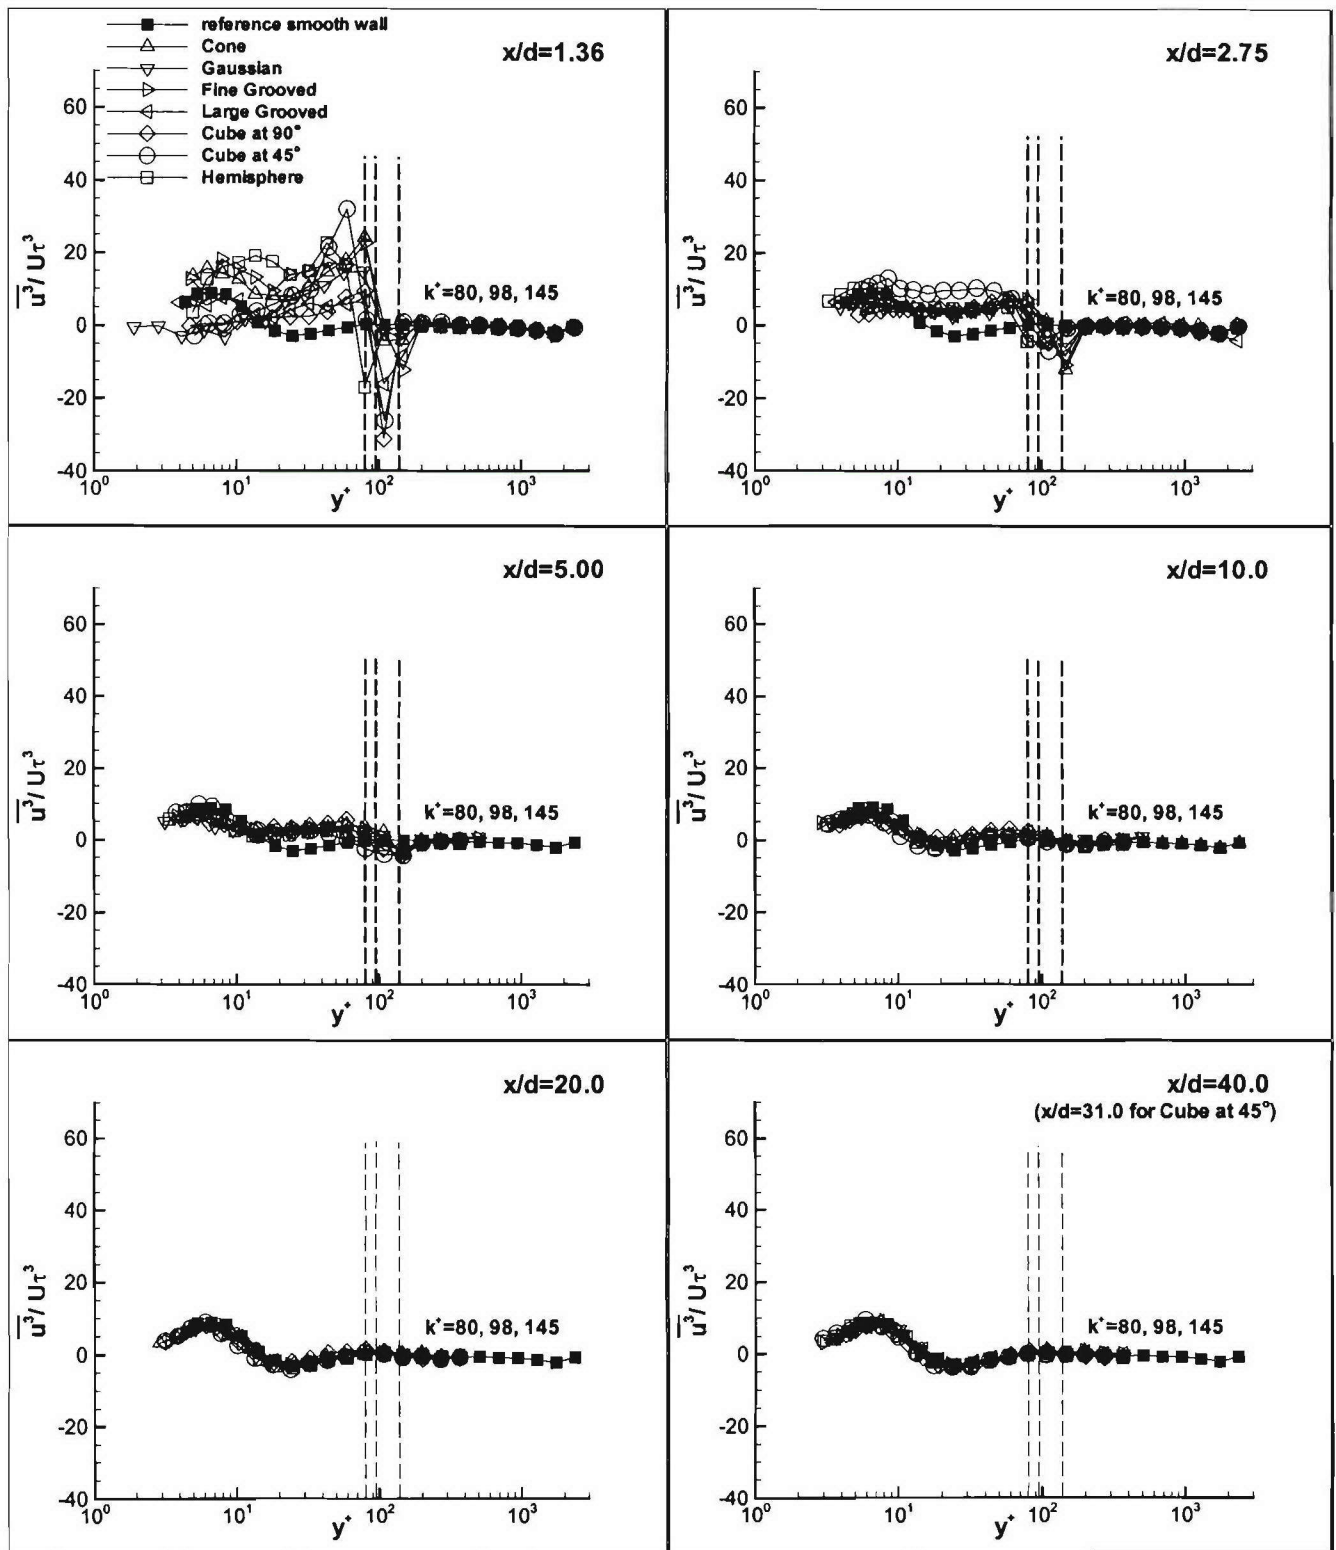 reference smooth wall
Cone
Gaussian
Fine Grooved
Large Grooved
Cube at 90°
Cube at 45°
Hemisphere
x/d=1.36
60
40
20
0
-20
-40
u³/ Uτ³
k⁺=80, 98, 145
10⁰ 10¹ 10² 10³
y⁺
x/d=2.75
60
40
20
0
-20
-40
u³/ Uτ³
k⁺=80, 98, 145
10⁰ 10¹ 10² 10³
y⁺
x/d=5.00
60
40
20
0
-20
-40
u³/ Uτ³
k⁺=80, 98, 145
10⁰ 10¹ 10² 10³
y⁺
x/d=10.0
60
40
20
0
-20
-40
u³/ Uτ³
k⁺=80, 98, 145
10⁰ 10¹ 10² 10³
y⁺
x/d=20.0
60
40
20
0
-20
-40
u³/ Uτ³
k⁺=80, 98, 145
10⁰ 10¹ 10² 10³
y⁺
x/d=40.0
(x/d=31.0 for Cube at 45°)
60
40
20
0
-20
-40
u³/ Uτ³
k⁺=80, 98, 145
10⁰ 10¹ 10² 10³
y⁺